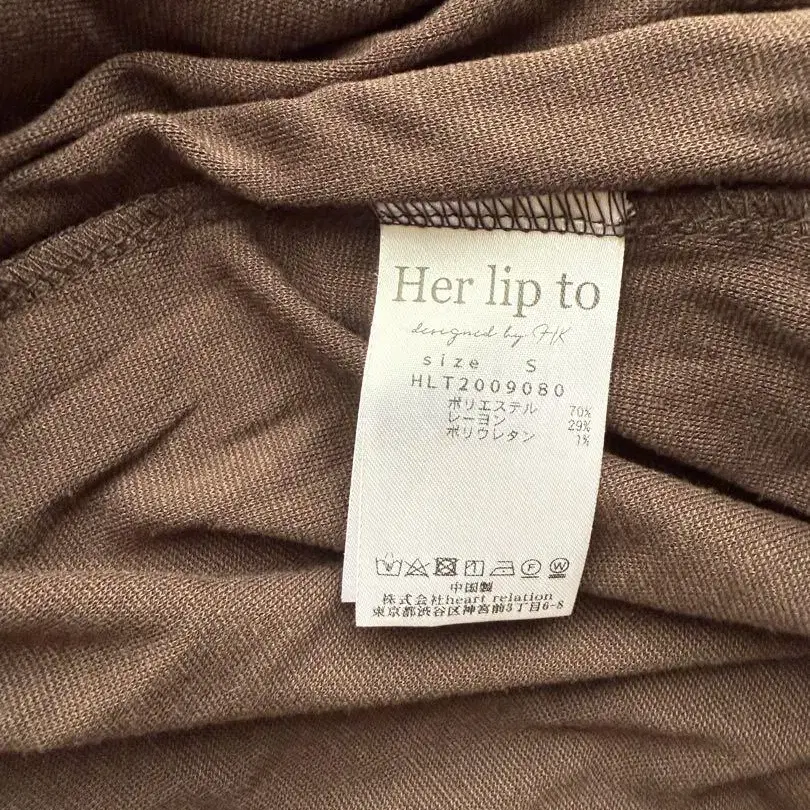 Her lip to
designed by HK
size S
HLT2009080
ポリエステル 70%
レーヨン 29%
ポリウレタン 1%
F W
中国製
株式会社heart relation
東京都渋谷区神宮前5丁目6-8